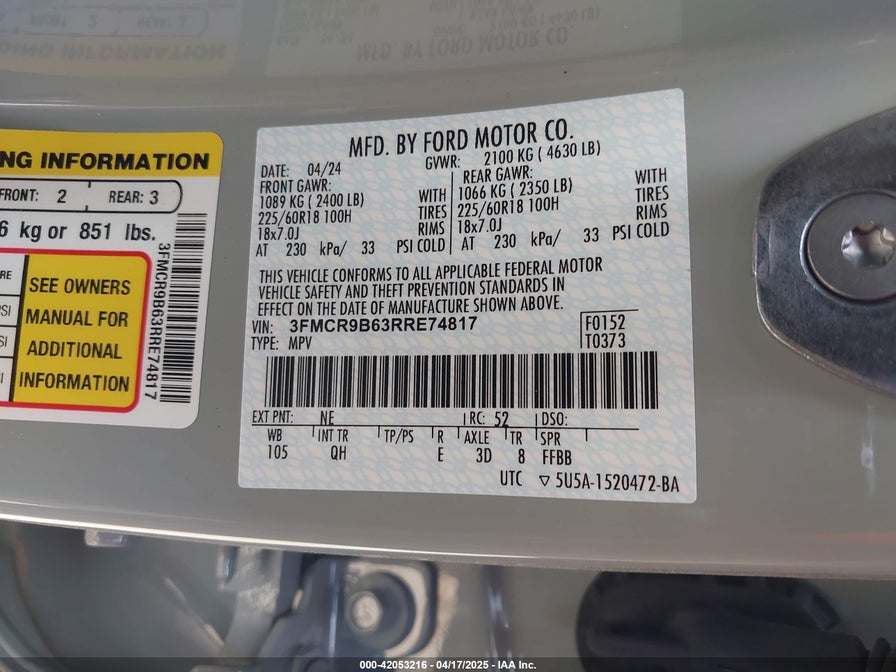 NG INFORMATION
FRONT: 2 REAR: 3
6 kg or 851 lbs.
SEE OWNERS
MANUAL FOR
ADDITIONAL
INFORMATION
3FMCR9B63RRE74817
MFD. BY FORD MOTOR CO.
DATE: 04/24 GVWR: 2100 KG ( 4630 LB)
FRONT GAWR: REAR GAWR:
1089 KG ( 2400 LB) WITH 1066 KG ( 2350 LB) WITH
225/60R18 100H TIRES 225/60R18 100H TIRES
18x7.0J RIMS 18x7.0J RIMS
AT 230 kPa/ 33 PSI COLD AT 230 kPa/ 33 PSI COLD
THIS VEHICLE CONFORMS TO ALL APPLICABLE FEDERAL MOTOR
VEHICLE SAFETY AND THEFT PREVENTION STANDARDS IN
EFFECT ON THE DATE OF MANUFACTURE SHOWN ABOVE.
VIN: 3FMCR9B63RRE74817 F0152
TYPE: MPV T0373
EXT PNT: NE RC: 52 DSO:
WB INT TR TP/PS R AXLE TR SPR
105 QH E 3D 8 FFBB
UTC ▽ 5U5A-1520472-BA
000-42053216 - 04/17/2025 - IAA Inc.